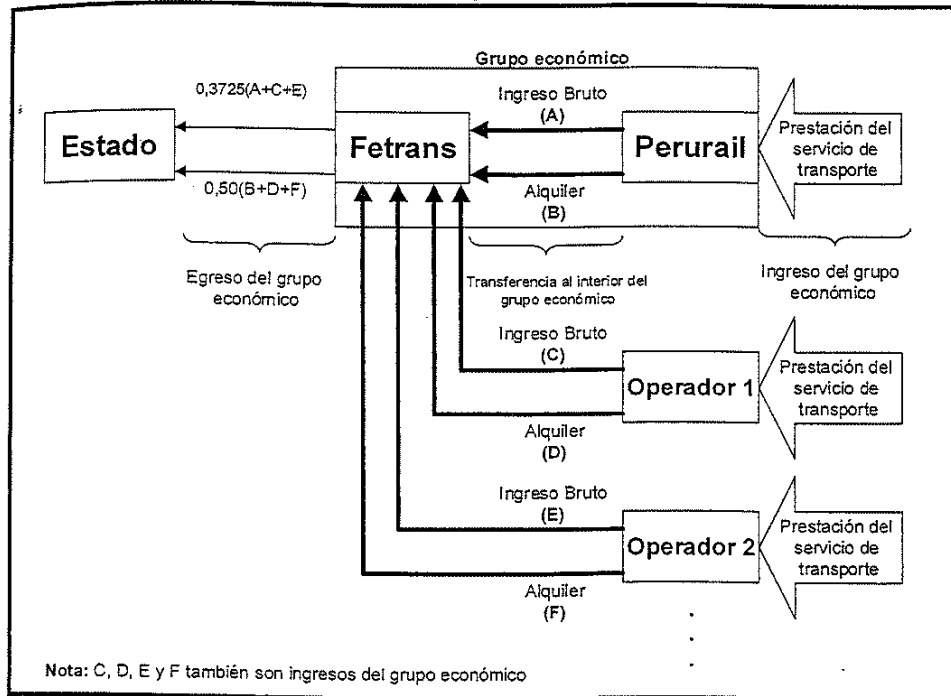 Grupo económico
0,3725(A+C+E)
Ingreso Bruto
(A)
Estado
Fetrans
Perurail
Prestación del
servicio de
transporte
0,50(B+D+F)
Alquiler
(B)
Egreso del grupo
económico
Transferencia al interior del
grupo económico
Ingreso del grupo
económico
Ingreso Bruto
(C)
Operador 1
Prestación del
servicio de
transporte
Alquiler
(D)
Ingreso Bruto
(E)
Operador 2
Prestación del
servicio de
transporte
Alquiler
(F)
Nota: C, D, E y F también son ingresos del grupo económico